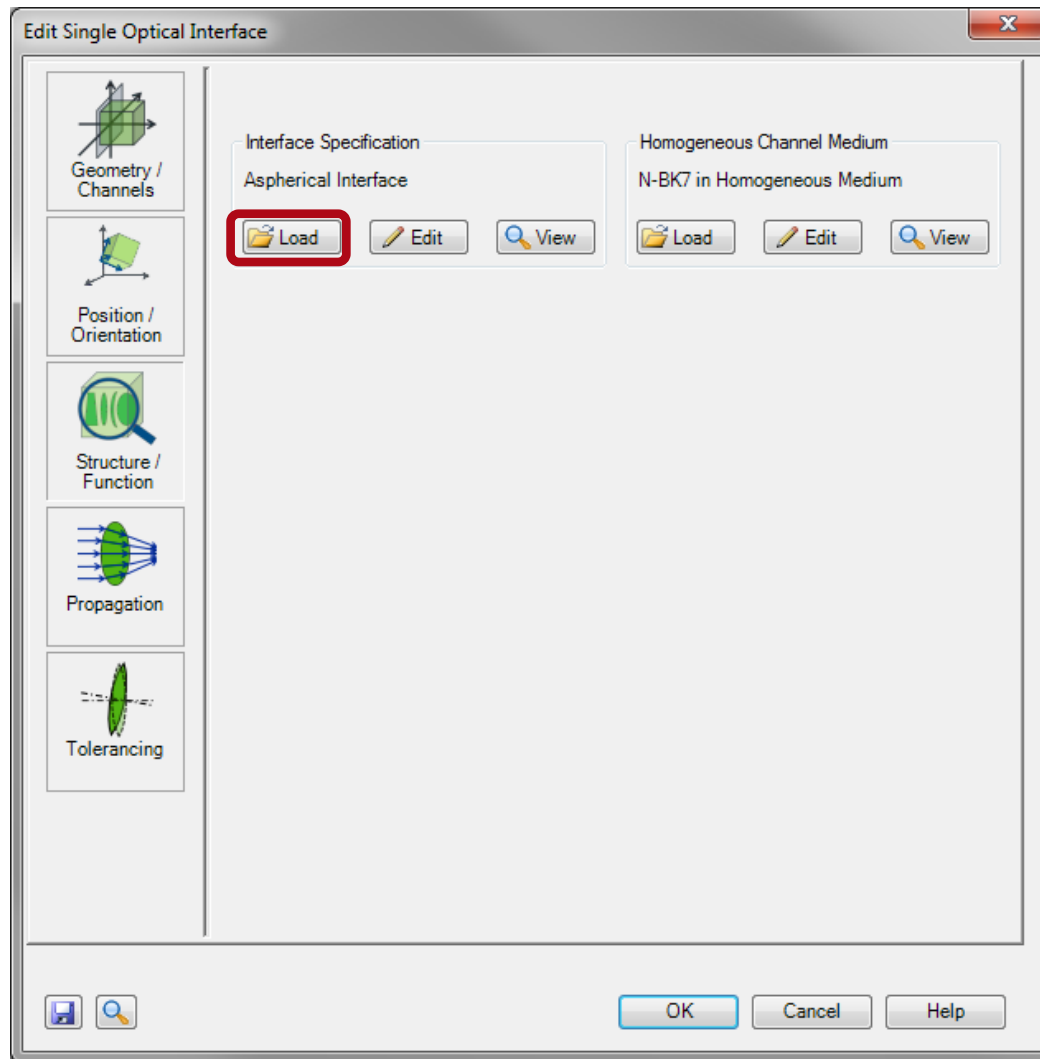 Edit Single Optical Interface
Geometry /
Channels
Position /
Orientation
Structure /
Function
Propagation
Tolerancing
Interface Specification
Aspherical Interface
Load
Edit
View
Homogeneous Channel Medium
N-BK7 in Homogeneous Medium
Load
Edit
View
OK
Cancel
Help